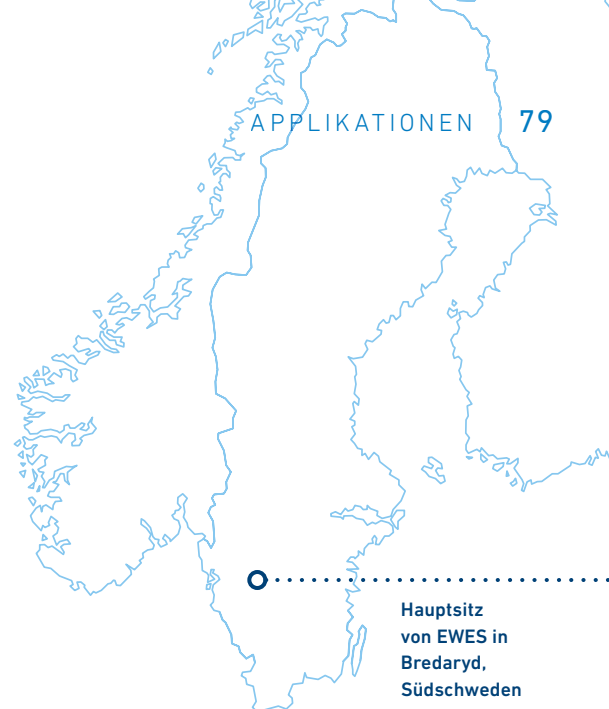 APPLIKATIONEN 79
Hauptsitz
von EWES in
Bredaryd,
Südschweden